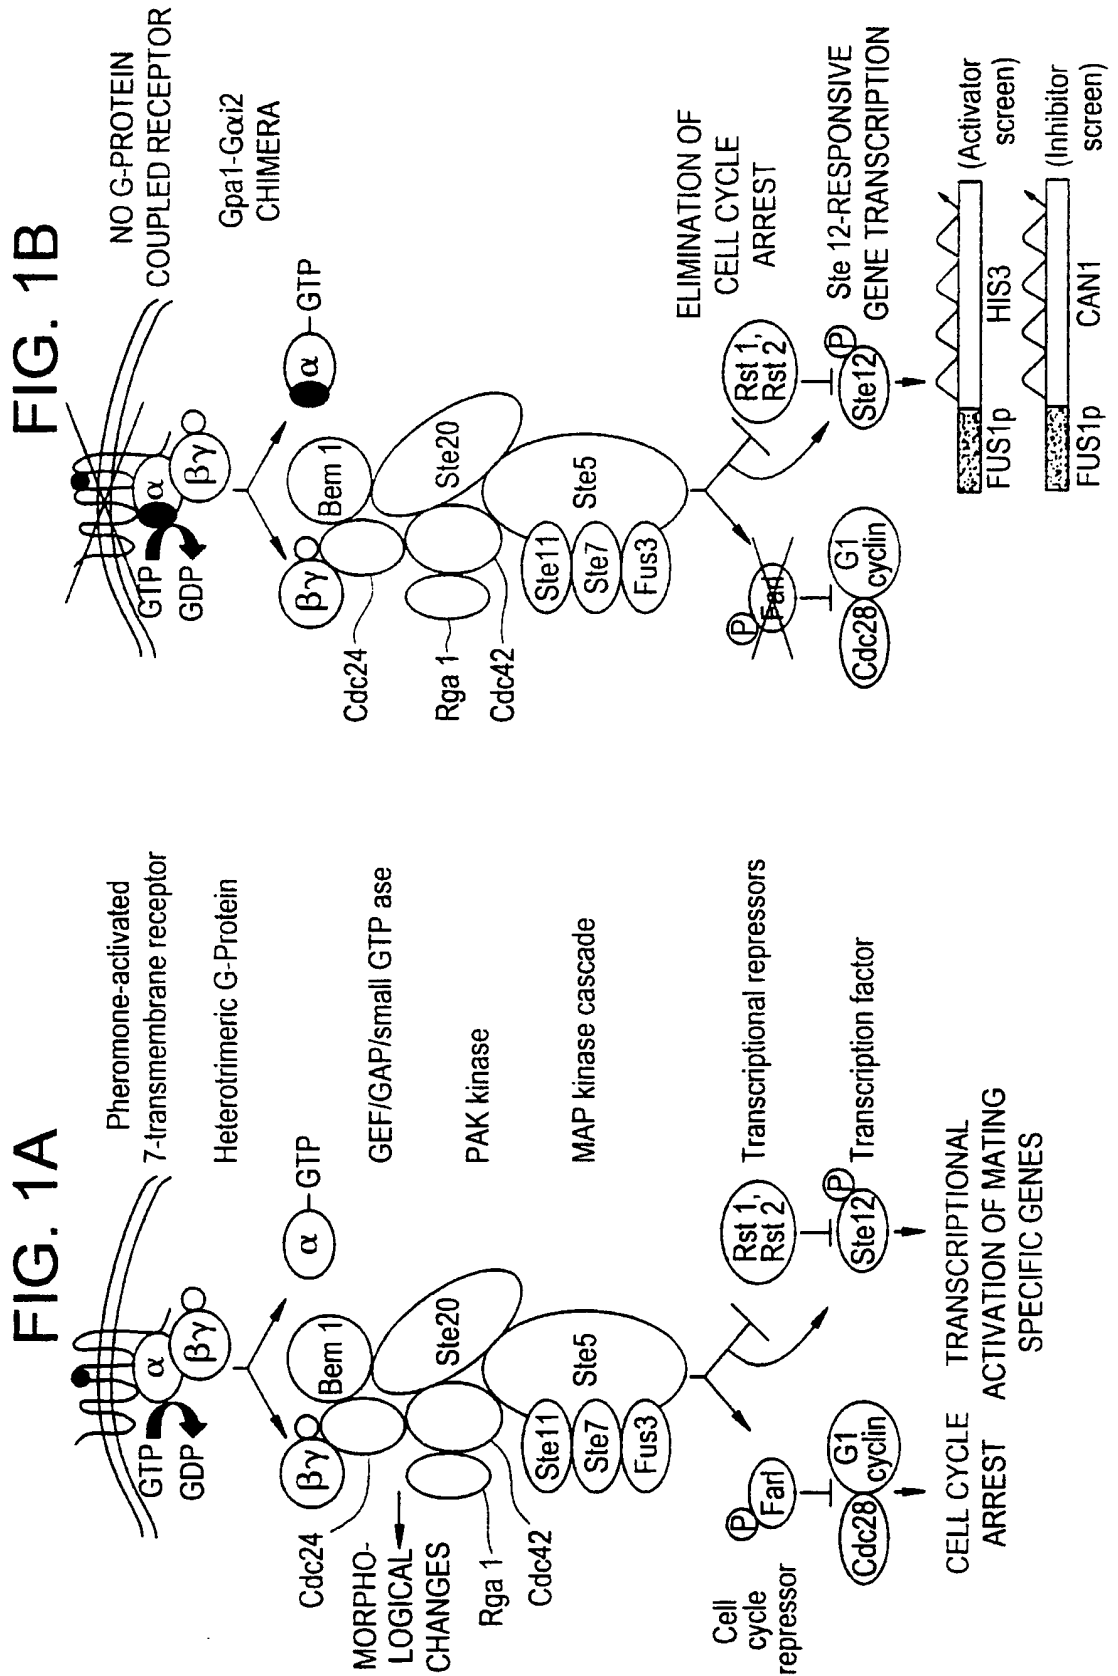 FIG. 1A
Pheromone-activated
7-transmembrane receptor
GTP
GDP
α
βγ
Heterotrimeric G-Protein
βγ
α
GTP
Cdc24
Bem 1
GEF/GAP/small GTP ase
MORPHO-
LOGICAL
CHANGES
Ste20
PAK kinase
Rga 1
Cdc42
Ste11
Ste7
Fus3
Ste5
MAP kinase cascade
Cell
cycle
repressor
P
Farl
Rst 1,
Rst 2
Transcriptional repressors
Cdc28
G1
cyclin
Ste12
P
Transcription factor
CELL CYCLE
ARREST
TRANSCRIPTIONAL
ACTIVATION OF MATING
SPECIFIC GENES
FIG. 1B
NO G-PROTEIN
COUPLED RECEPTOR
GTP
GDP
α
βγ
Gpa1-Gαi2
CHIMERA
βγ
α
GTP
Cdc24
Bem 1
Ste20
Rga 1
Cdc42
Ste11
Ste7
Fus3
Ste5
ELIMINATION OF
CELL CYCLE
ARREST
P
Farl
Rst 1,
Rst 2
Cdc28
G1
cyclin
Ste12
P
Ste 12-RESPONSIVE
GENE TRANSCRIPTION
FUS1p
HIS3
(Activator
screen)
FUS1p
CAN1
(Inhibitor
screen)